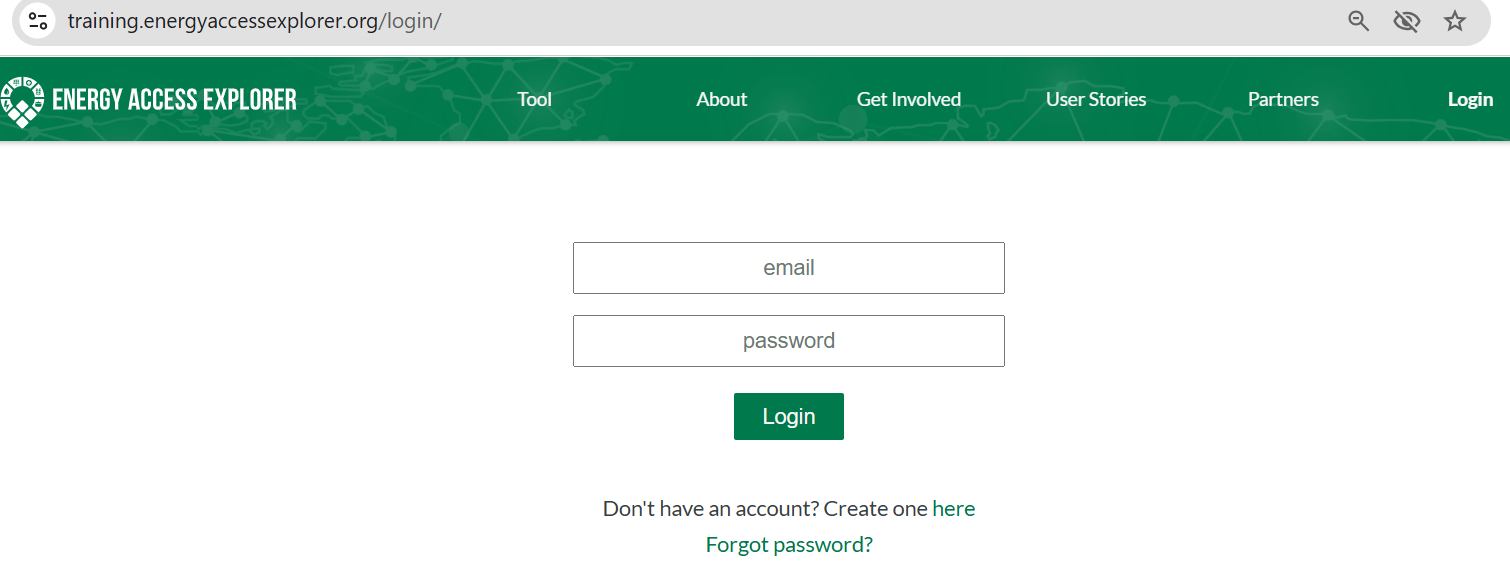 training.energyaccessexplorer.org/login/
ENERGY ACCESS EXPLORER Tool About Get Involved User Stories Partners Login
email
password
Login
Don't have an account? Create one here
Forgot password?